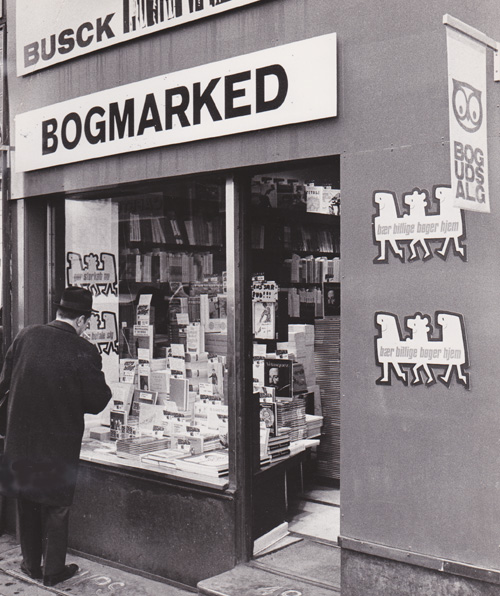 BUSCK
BOGMARKED
BOG
UDS
ALG
bær billige bøger hjem
bær billige bøger hjem